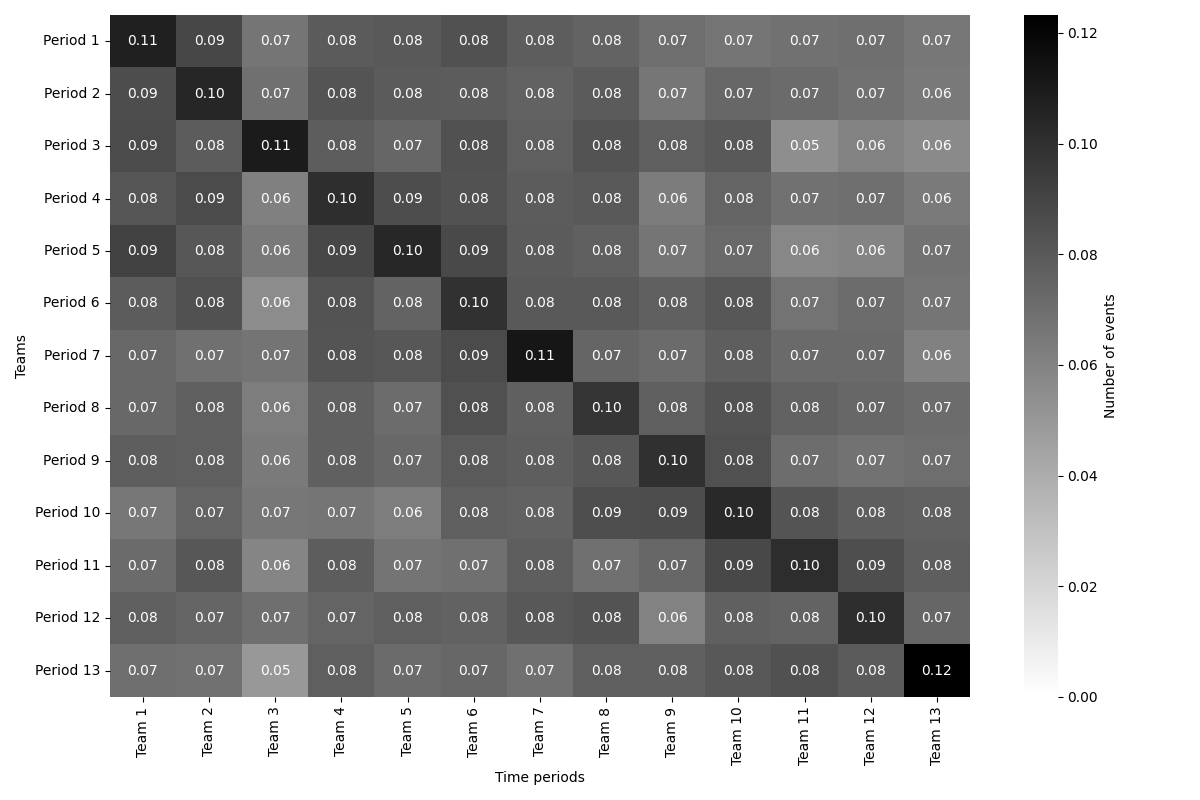 Period 1 0.11 0.09 0.07 0.08 0.08 0.08 0.08 0.08 0.07 0.07 0.07 0.07 0.07
Period 2 0.09 0.10 0.07 0.08 0.08 0.08 0.08 0.08 0.07 0.07 0.07 0.07 0.06
Period 3 0.09 0.08 0.11 0.08 0.07 0.08 0.08 0.08 0.08 0.08 0.05 0.06 0.06
Period 4 0.08 0.09 0.06 0.10 0.09 0.08 0.08 0.08 0.06 0.08 0.07 0.07 0.06
Period 5 0.09 0.08 0.06 0.09 0.10 0.09 0.08 0.08 0.07 0.07 0.06 0.06 0.07
Period 6 0.08 0.08 0.06 0.08 0.08 0.10 0.08 0.08 0.08 0.08 0.07 0.07 0.07
Period 7 0.07 0.07 0.07 0.08 0.08 0.09 0.11 0.07 0.07 0.08 0.07 0.07 0.06
Period 8 0.07 0.08 0.06 0.08 0.07 0.08 0.08 0.10 0.08 0.08 0.08 0.07 0.07
Period 9 0.08 0.08 0.06 0.08 0.07 0.08 0.08 0.08 0.10 0.08 0.07 0.07 0.07
Period 10 0.07 0.07 0.07 0.07 0.06 0.08 0.08 0.09 0.09 0.10 0.08 0.08 0.08
Period 11 0.07 0.08 0.06 0.08 0.07 0.07 0.08 0.07 0.07 0.09 0.10 0.09 0.08
Period 12 0.08 0.07 0.07 0.07 0.08 0.08 0.08 0.08 0.06 0.08 0.08 0.10 0.07
Period 13 0.07 0.07 0.05 0.08 0.07 0.07 0.07 0.08 0.08 0.08 0.08 0.08 0.12
Team 1 Team 2 Team 3 Team 4 Team 5 Team 6 Team 7 Team 8 Team 9 Team 10 Team 11 Team 12 Team 13
Time periods
Teams
0.12
0.10
0.08
0.06
0.04
0.02
0.00
Number of events